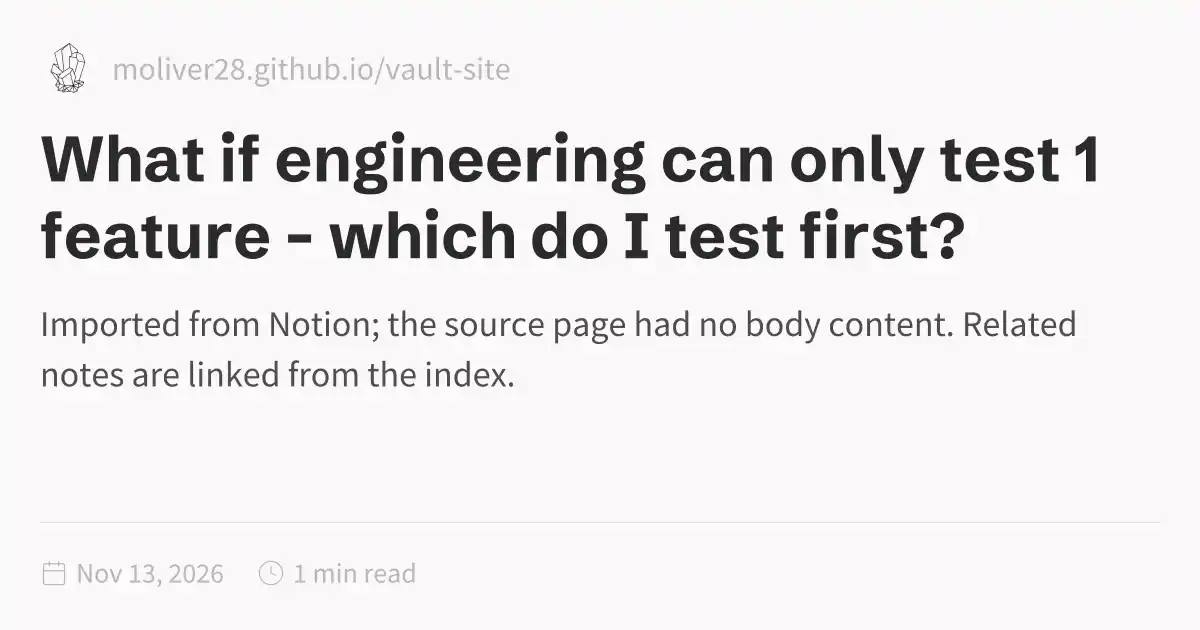 moliver28.github.io/vault-site
What if engineering can only test 1
feature – which do I test first?
Imported from Notion; the source page had no body content. Related
notes are linked from the index.
Nov 13, 2026
1 min read